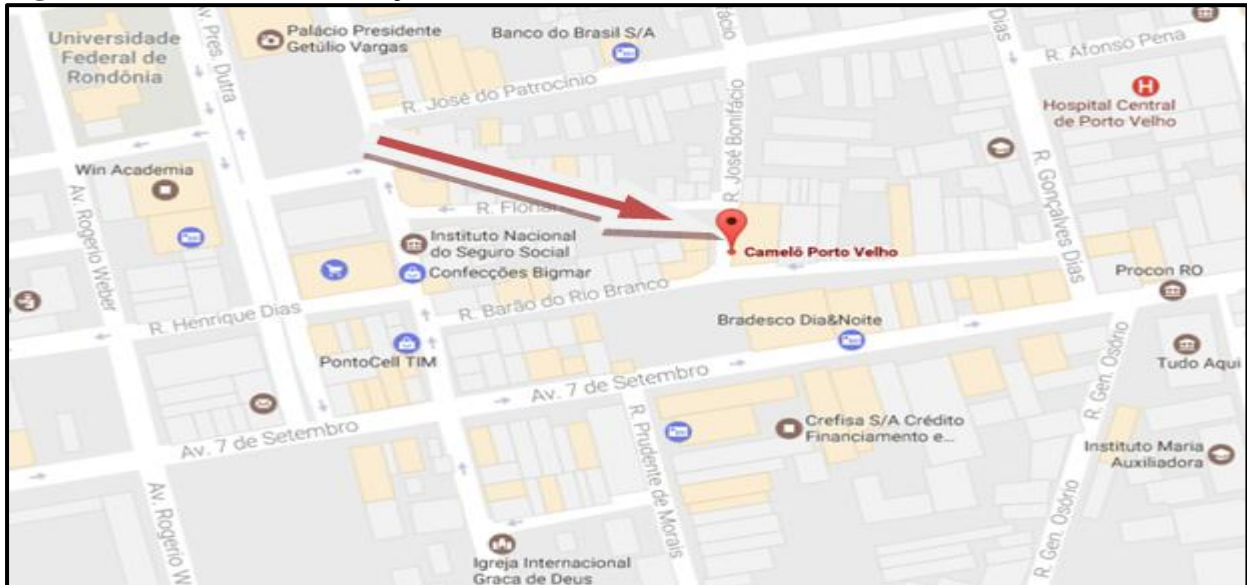 Universidade
Federal de
Rondônia
Av. Pres. Dutra
Palácio Presidente
Getúlio Vargas
Banco do Brasil S/A
R. José do Patrocínio
R. José Bonifácio
Dias
R. Afonso Pena
Hospital Central
de Porto Velho
Win Academia
Av. Rogerio Weber
R. Gonçalves Dias
Instituto Nacional
do Seguro Social
Confecções Bigmar
Camelô Porto Velho
R. Henrique Dias
R. Barão do Rio Branco
Procon RO
Bradesco Dia&Noite
PontoCell TIM
Tudo Aqui
Av. 7 de Setembro
Av. 7 de Setembro
R. Gen. Osório
R. Prudente de Morais
Crefisa S/A Crédito
Financiamento e...
Instituto Maria
Auxiliadora
Av. Rogerio W
R. Gen. Osório
Igreja Internacional
Graca de Deus